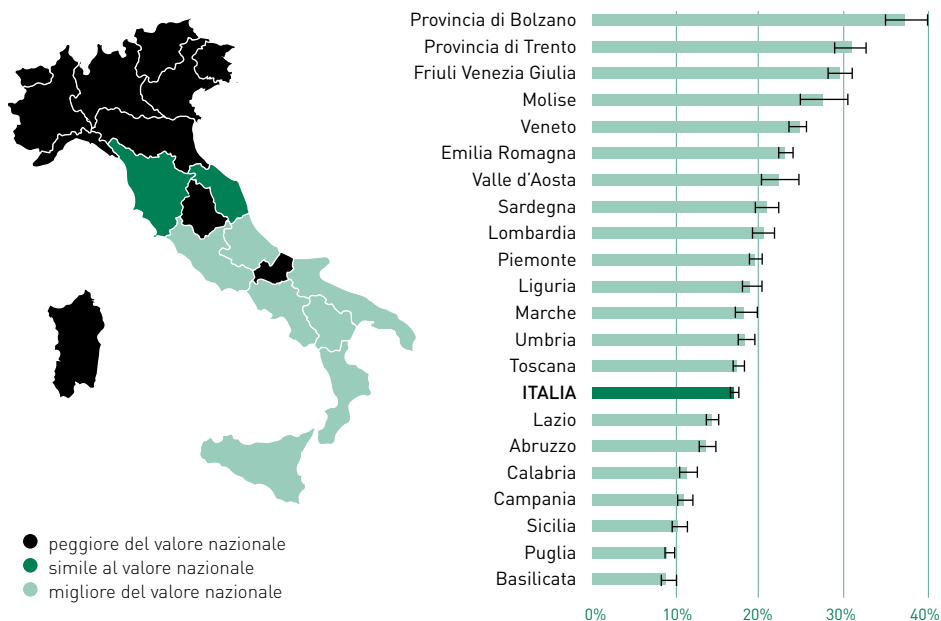 Provincia di Bolzano
Provincia di Trento
Friuli Venezia Giulia
Molise
Veneto
Emilia Romagna
Valle d’Aosta
Sardegna
Lombardia
Piemonte
Liguria
Marche
Umbria
Toscana
ITALIA
Lazio
Abruzzo
Calabria
Campania
Sicilia
Puglia
Basilicata
0% 10% 20% 30% 40%
peggiore del valore nazionale
simile al valore nazionale
migliore del valore nazionale